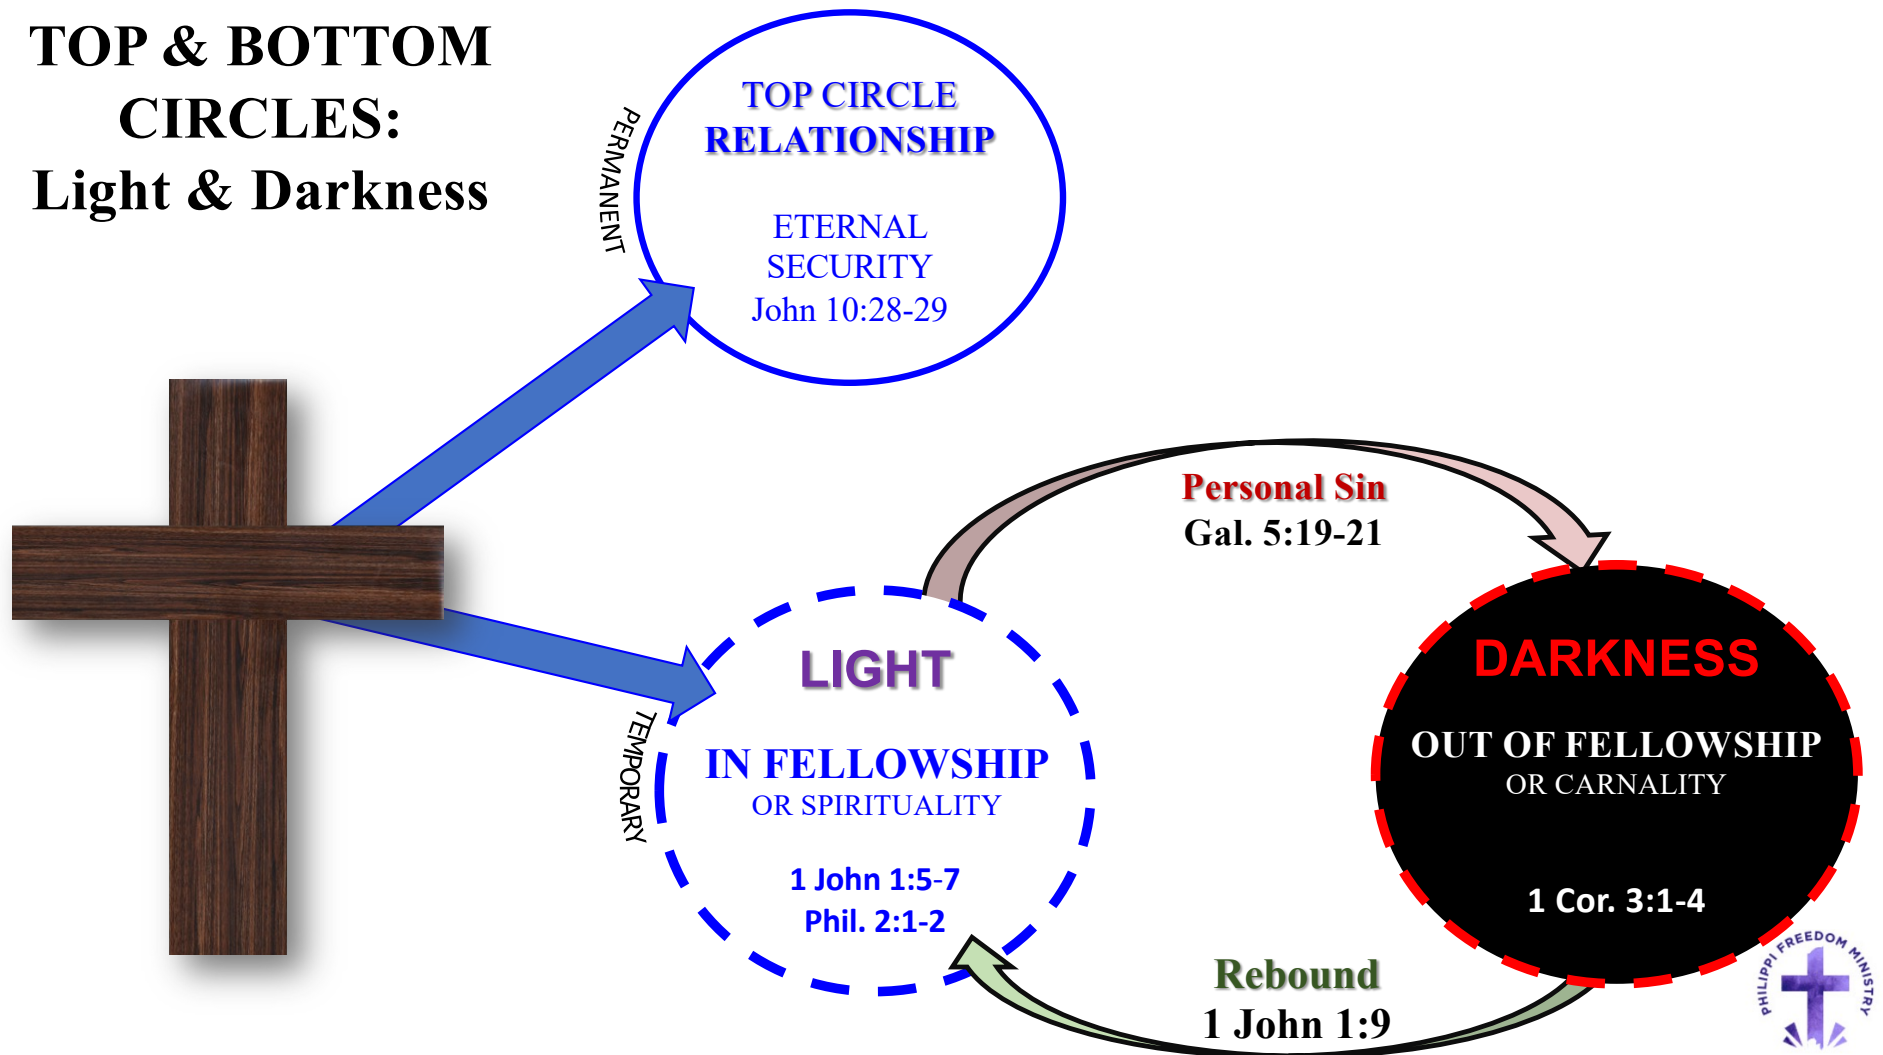 TOP & BOTTOM
CIRCLES:
Light & Darkness
PERMANENT
TOP CIRCLE
RELATIONSHIP
ETERNAL
SECURITY
John 10:28-29
Personal Sin
Gal. 5:19-21
TEMPORARY
LIGHT
IN FELLOWSHIP
OR SPIRITUALITY
1 John 1:5-7
Phil. 2:1-2
DARKNESS
OUT OF FELLOWSHIP
OR CARNALITY
1 Cor. 3:1-4
Rebound
1 John 1:9
PHILIPPI FREEDOM MINISTRY